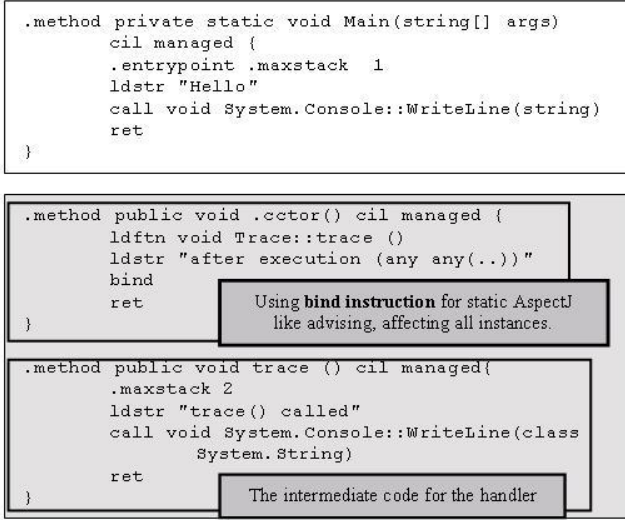 .method private static void Main(string[] args)
cil managed {
.entrypoint .maxstack 1
ldstr "Hello"
call void System.Console::WriteLine(string)
ret
}
.method public void .cctor() cil managed {
ldftn void Trace::trace ()
ldstr "after execution (any any(..))"
bind
ret
}
Using bind instruction for static AspectJ
like advising, affecting all instances.
.method public void trace () cil managed{
.maxstack 2
ldstr "trace() called"
call void System.Console::WriteLine(class
System.String)
ret
}
The intermediate code for the handler